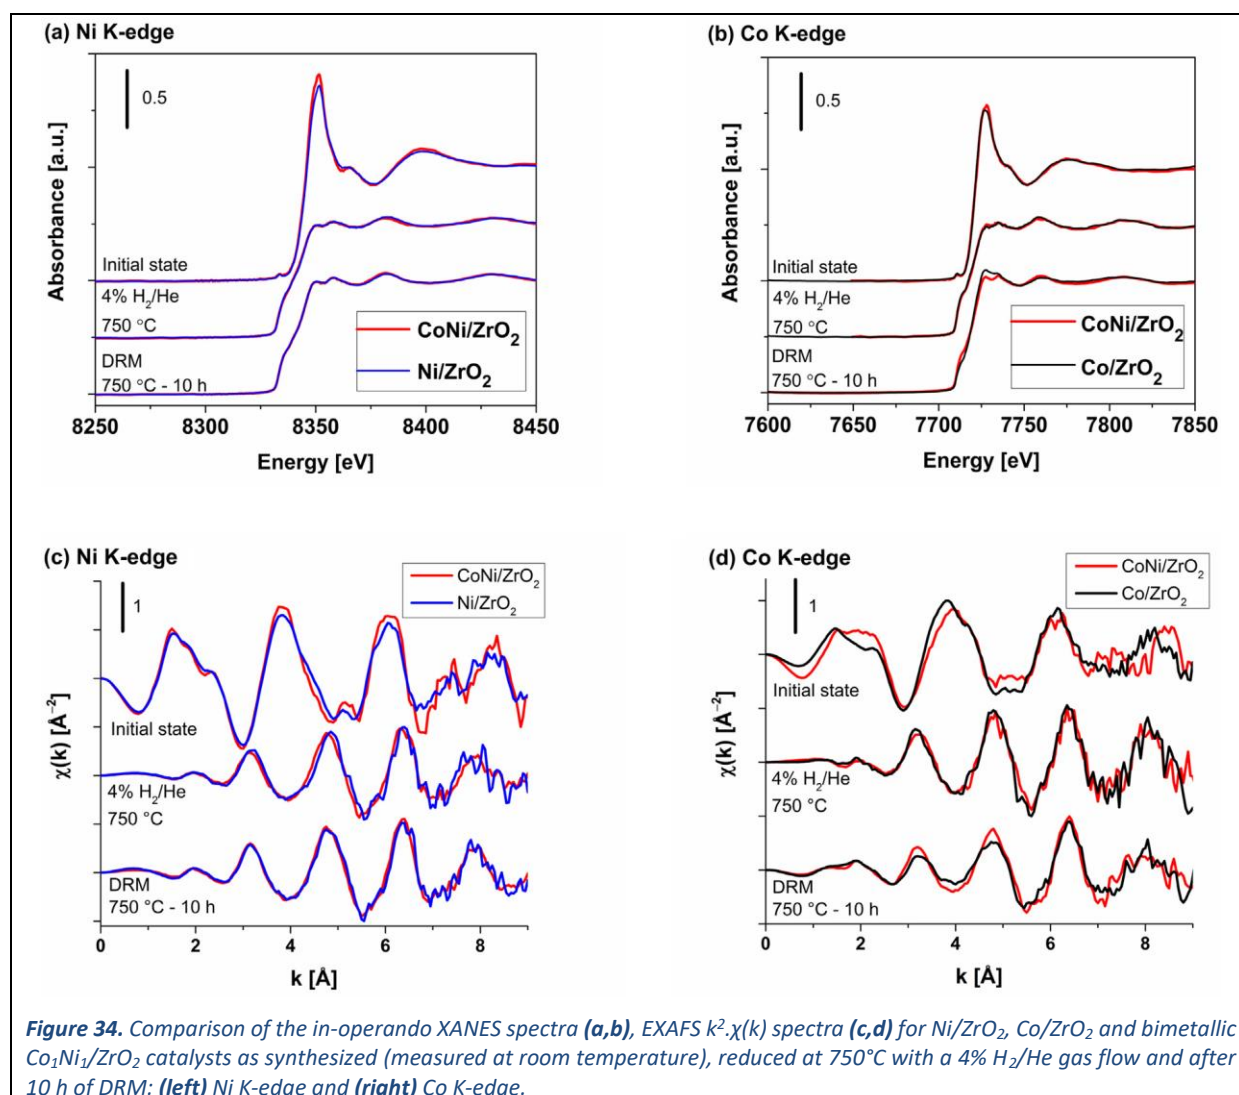 (a) Ni K-edge
0.5
Absorbance [a.u.]
Initial state
4% H₂/He
750 °C
DRM
750 °C - 10 h
CoNi/ZrO₂
Ni/ZrO₂
8250 8300 8350 8400 8450
Energy [eV]
(b) Co K-edge
0.5
Absorbance [a.u.]
Initial state
4% H₂/He
750 °C
DRM
750 °C - 10 h
CoNi/ZrO₂
Co/ZrO₂
7600 7650 7700 7750 7800 7850
Energy [eV]
(c) Ni K-edge
CoNi/ZrO₂
Ni/ZrO₂
1
χ(k) [Å⁻²]
Initial state
4% H₂/He
750 °C
DRM
750 °C - 10 h
0 2 4 6 8
k [Å]
(d) Co K-edge
CoNi/ZrO₂
Co/ZrO₂
1
χ(k) [Å⁻²]
Initial state
4% H₂/He
750 °C
DRM
750 °C - 10 h
0 2 4 6 8
k [Å]
Figure 34. Comparison of the in-operando XANES spectra (a,b), EXAFS k².χ(k) spectra (c,d) for Ni/ZrO₂, Co/ZrO₂ and bimetallic
Co₁Ni₁/ZrO₂ catalysts as synthesized (measured at room temperature), reduced at 750°C with a 4% H₂/He gas flow and after
10 h of DRM: (left) Ni K-edge and (right) Co K-edge.